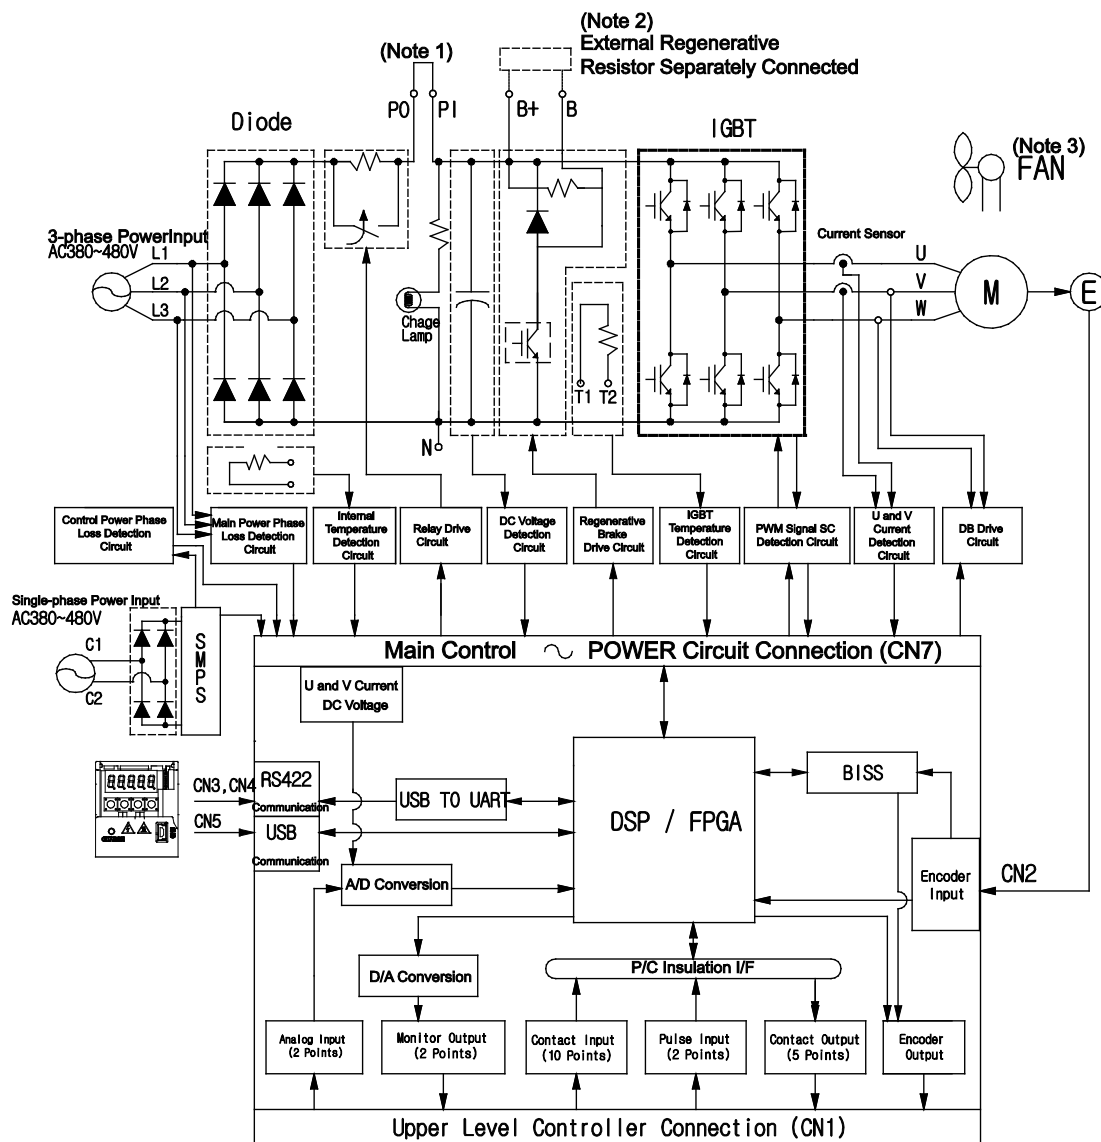 (Note 2)
External Regenerative
Resistor Separately Connected
(Note 1)
P0
PI
B+
B
Diode
IGBT
(Note 3)
FAN
3-phase PowerInput
AC380~480V
L1
L2
L3
Current Sensor
U
V
W
M
E
Chage
Lamp
T1
T2
N
Control Power Phase
Loss Detection
Circuit
Main Power Phase
Loss Detection
Circuit
Internal
Temperature
Detection
Circuit
Relay Drive
Circuit
DC Voltage
Detection
Circuit
Regenerative
Brake
Drive Circuit
IGBT
Temperature
Detection
Circuit
PWM Signal SC
Detection Circuit
U and V
Current
Detection
Circuit
DB Drive
Circuit
Single-phase Power Input
AC380~480V
C1
C2
SMPS
Main Control
POWER Circuit Connection (CN7)
U and V Current
DC Voltage
CN3,CN4
RS422
Communication
CN5
USB
Communication
USB TO UART
DSP / FPGA
BISS
Encoder
Input
CN2
A/D Conversion
D/A Conversion
P/C Insulation I/F
Analog Input
(2 Points)
Monitor Output
(2 Points)
Contact Input
(10 Points)
Pulse Input
(2 Points)
Contact Output
(5 Points)
Encoder
Output
Upper Level Controller Connection (CN1)